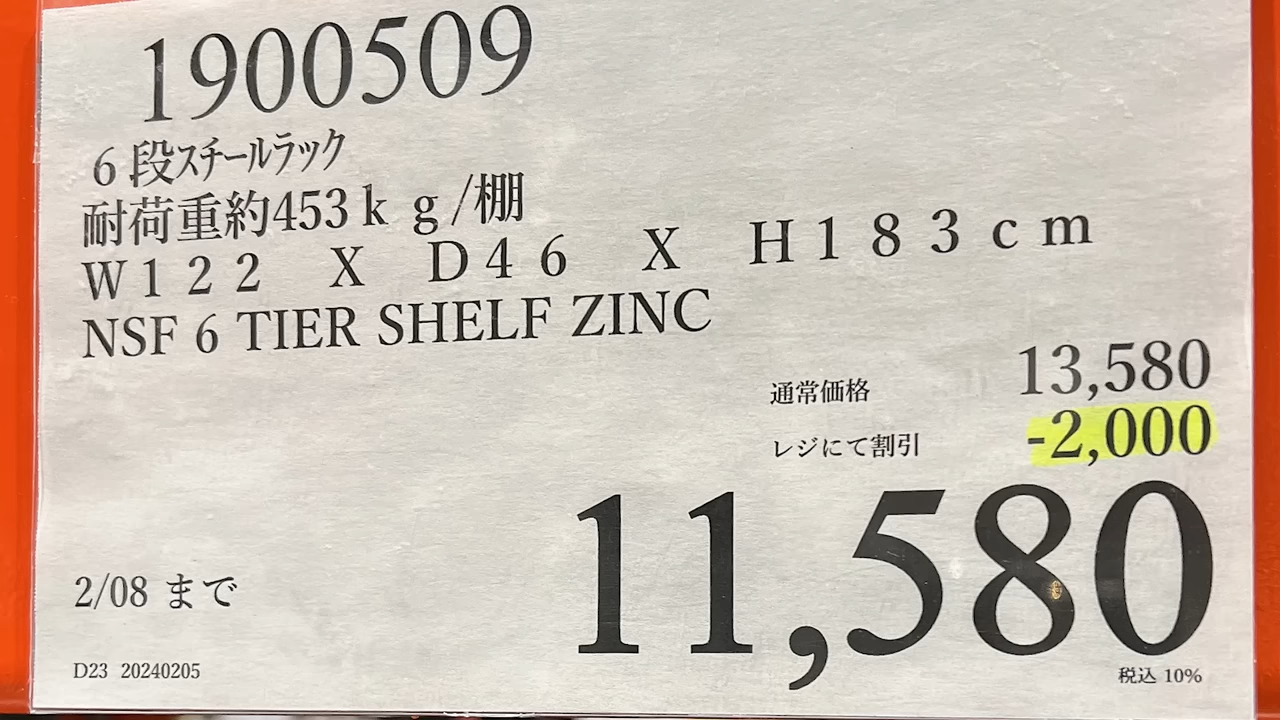 1900509
6段ｽﾁｰﾙﾗｯｸ
耐荷重約453ｋｇ/棚
Ｗ１２２　Ｘ　Ｄ４６　Ｘ　Ｈ１８３ｃｍ
NSF 6 TIER SHELF ZINC
通常価格 13,580
レジにて割引 -2,000
11,580
2/08 まで
D23 20240205
税込 10%